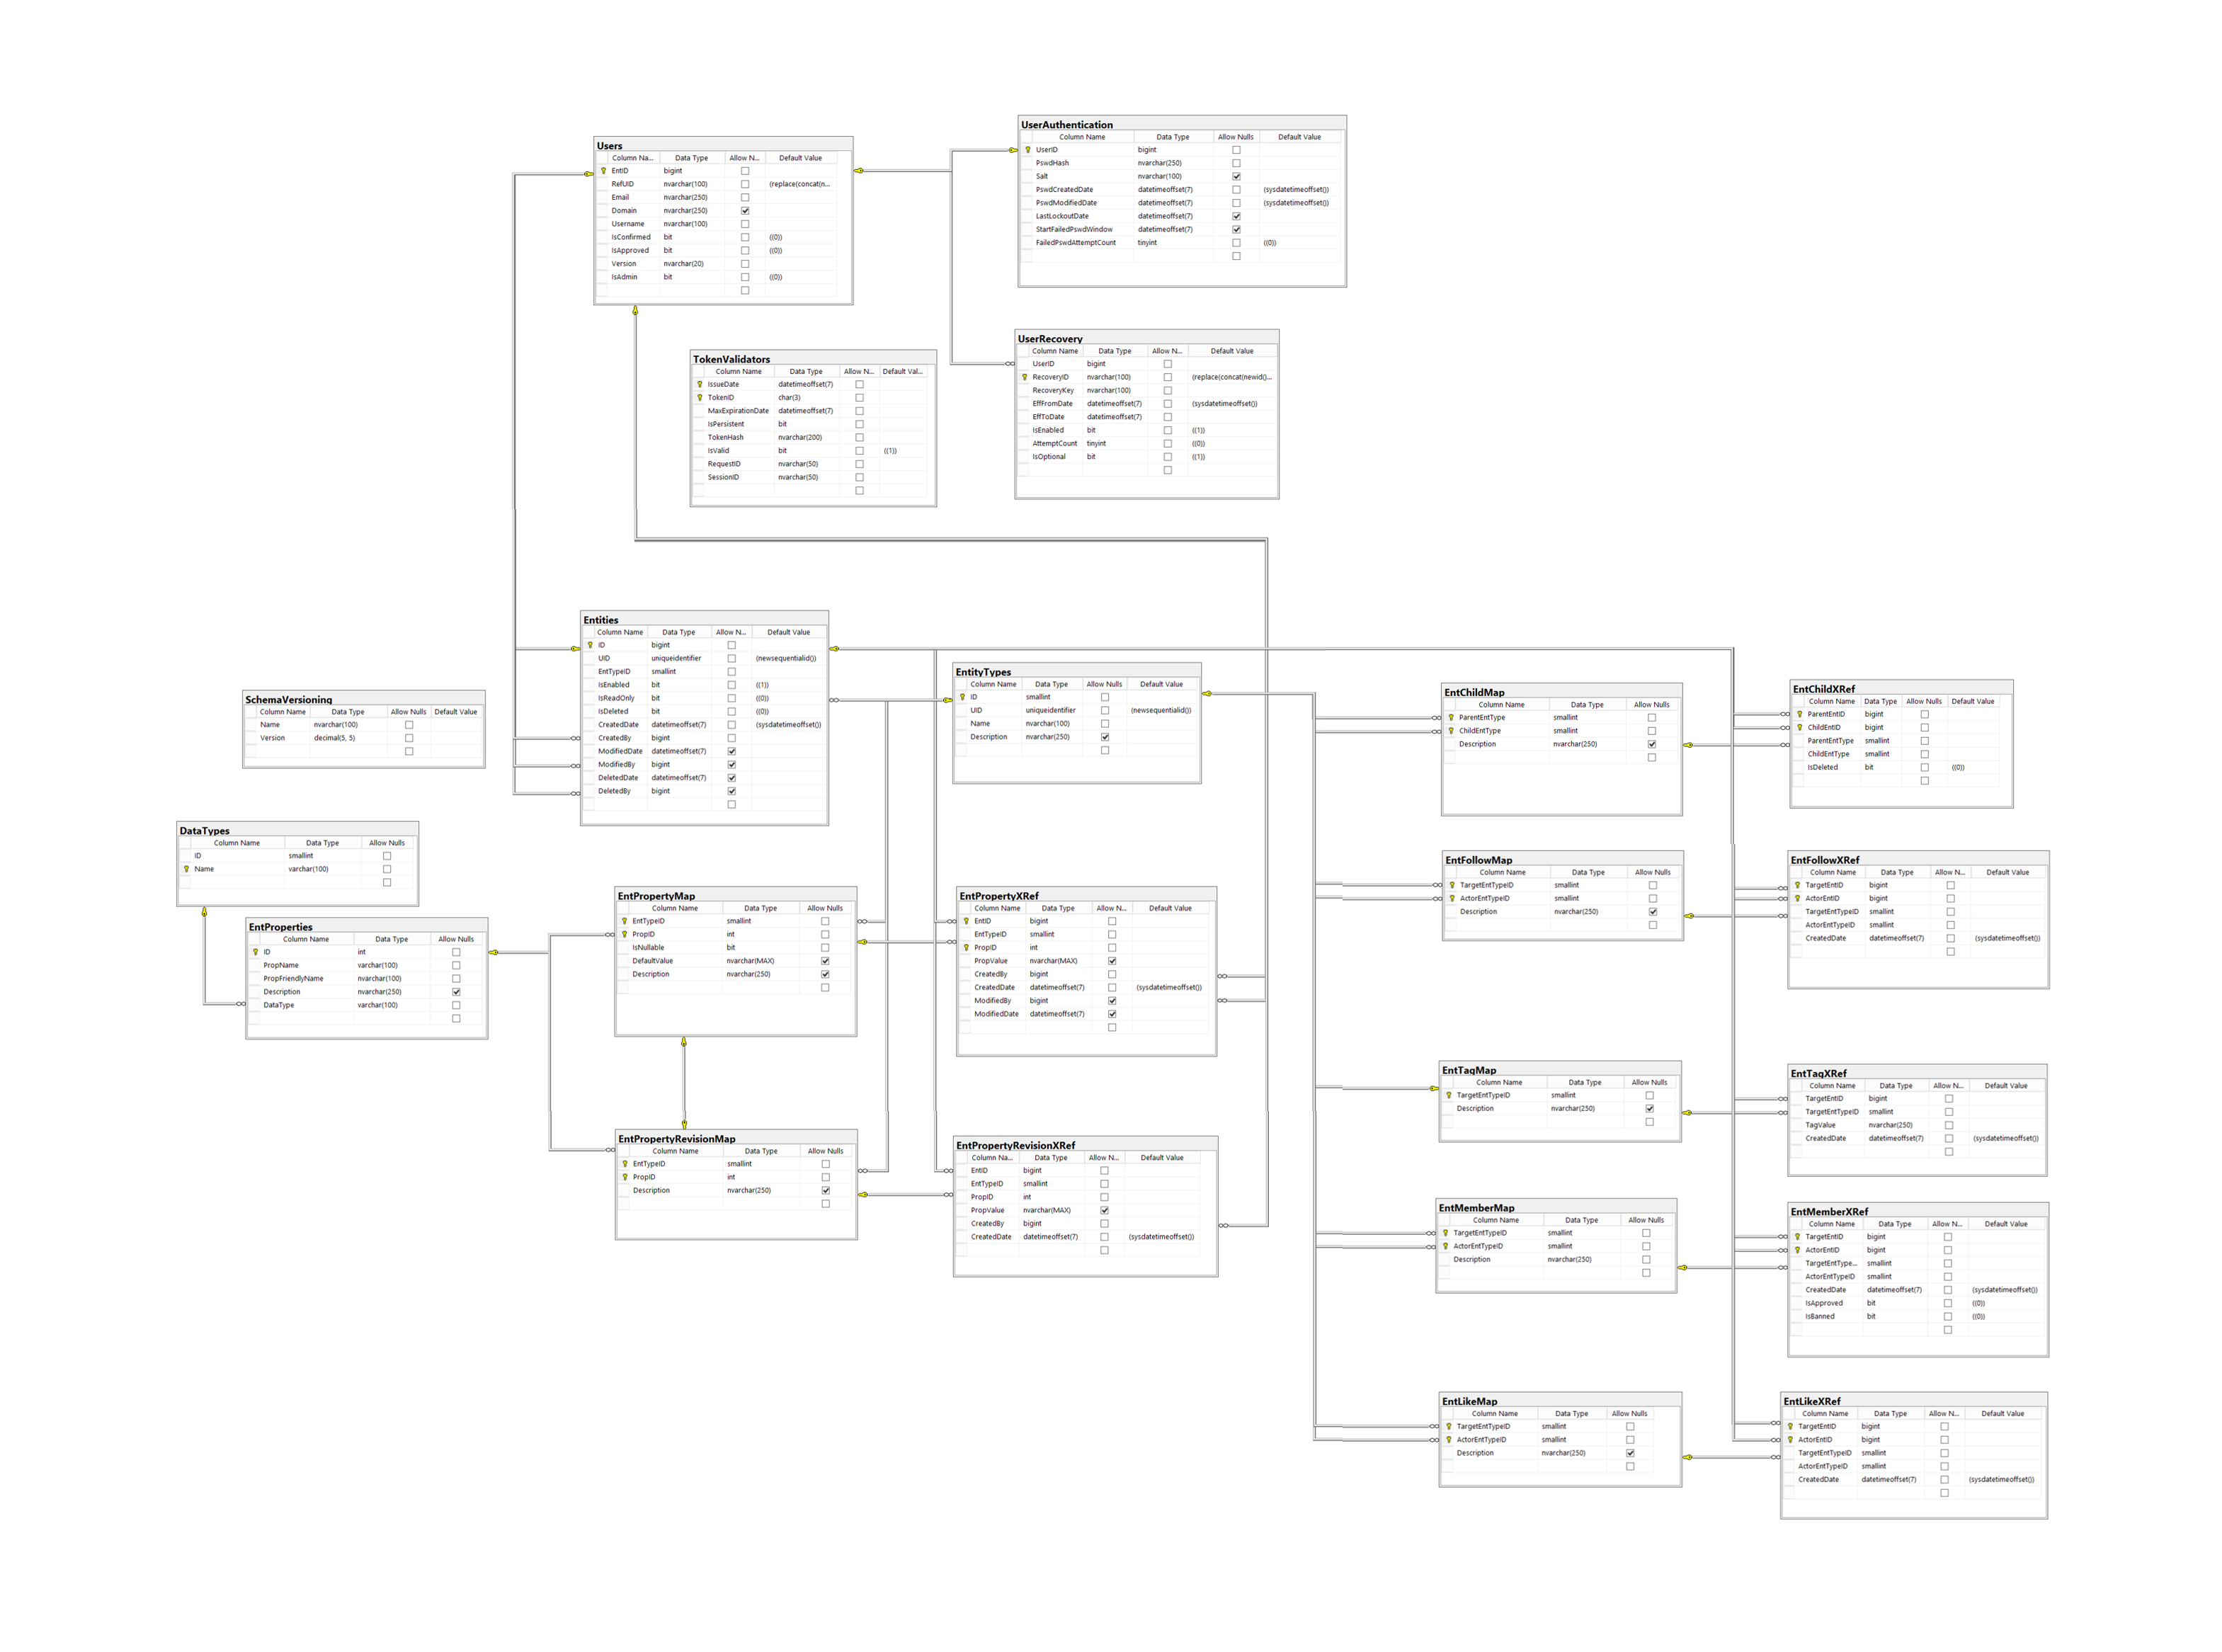 Users
Column Na... Data Type Allow N... Default Value
EntID bigint
RefUID nvarchar(100) (replace(concat(n...
Email nvarchar(250)
Domain nvarchar(250)
Username nvarchar(100)
IsConfirmed bit ((0))
IsApproved bit ((0))
Version nvarchar(20)
IsAdmin bit ((0))
UserAuthentication
Column Name Data Type Allow Nulls Default Value
UserID bigint
PswdHash nvarchar(250)
Salt nvarchar(100)
PswdCreatedDate datetimeoffset(7) (sysdatetimeoffset())
PswdModifiedDate datetimeoffset(7) (sysdatetimeoffset())
LastLockoutDate datetimeoffset(7)
StartFailedPswdWindow datetimeoffset(7)
FailedPswdAttemptCount tinyint ((0))
UserRecovery
Column Name Data Type Allow N... Default Value
UserID bigint
RecoveryID nvarchar(100) (replace(concat(newid()...
RecoveryKey nvarchar(100)
EffFromDate datetimeoffset(7) (sysdatetimeoffset())
EffToDate datetimeoffset(7)
IsEnabled bit ((1))
AttemptCount tinyint ((0))
IsOptional bit ((1))
TokenValidators
Column Name Data Type Allow N... Default Val...
IssueDate datetimeoffset(7)
TokenID char(3)
MaxExpirationDate datetimeoffset(7)
IsPersistent bit
TokenHash nvarchar(200)
IsValid bit ((1))
RequestID nvarchar(50)
SessionID nvarchar(50)
Entities
Column Name Data Type Allow N... Default Value
ID bigint
UID uniqueidentifier (newsequentialid())
EntTypeID smallint
IsEnabled bit ((1))
IsReadOnly bit ((0))
IsDeleted bit ((0))
CreatedDate datetimeoffset(7) (sysdatetimeoffset())
CreatedBy bigint
ModifiedDate datetimeoffset(7)
ModifiedBy bigint
DeletedDate datetimeoffset(7)
DeletedBy bigint
EntityTypes
Column Name Data Type Allow Nulls Default Value
ID smallint
UID uniqueidentifier (newsequentialid())
Name nvarchar(100)
Description nvarchar(250)
SchemaVersioning
Column Name Data Type Allow Nulls Default Value
Name nvarchar(100)
Version decimal(5, 5)
DataTypes
Column Name Data Type Allow Nulls
ID smallint
Name varchar(100)
EntProperties
Column Name Data Type Allow Nulls
ID int
PropName varchar(100)
PropFriendlyName nvarchar(100)
Description nvarchar(250)
DataType varchar(100)
EntPropertyMap
Column Name Data Type Allow Nulls
EntTypeID smallint
PropID int
IsNullable bit
DefaultValue nvarchar(MAX)
Description nvarchar(250)
EntPropertyXRef
Column Name Data Type Allow N... Default Value
EntID bigint
EntTypeID smallint
PropID int
PropValue nvarchar(MAX)
CreatedBy bigint
CreatedDate datetimeoffset(7) (sysdatetimeoffset())
ModifiedBy bigint
ModifiedDate datetimeoffset(7)
EntPropertyRevisionMap
Column Name Data Type Allow Nulls
EntTypeID smallint
PropID int
Description nvarchar(250)
EntPropertyRevisionXRef
Column Na... Data Type Allow N... Default Value
EntID bigint
EntTypeID smallint
PropID int
PropValue nvarchar(MAX)
CreatedBy bigint
CreatedDate datetimeoffset(7) (sysdatetimeoffset())
EntChildMap
Column Name Data Type Allow Nulls
ParentEntType smallint
ChildEntType smallint
Description nvarchar(250)
EntChildXRef
Column Name Data Type Allow Nulls Default Value
ParentEntID bigint
ChildEntID bigint
ParentEntType smallint
ChildEntType smallint
IsDeleted bit ((0))
EntFollowMap
Column Name Data Type Allow Nulls
TargetEntTypeID smallint
ActorEntTypeID smallint
Description nvarchar(250)
EntFollowXRef
Column Name Data Type Allow N... Default Value
TargetEntID bigint
ActorEntID bigint
TargetEntTypeID smallint
ActorEntTypeID smallint
CreatedDate datetimeoffset(7) (sysdatetimeoffset())
EntTagMap
Column Name Data Type Allow Nulls
TargetEntTypeID smallint
Description nvarchar(250)
EntTagXRef
Column Name Data Type Allow N... Default Value
TargetEntID bigint
TargetEntTypeID smallint
TagValue nvarchar(250)
CreatedDate datetimeoffset(7) (sysdatetimeoffset())
EntMemberMap
Column Name Data Type Allow Nulls
TargetEntTypeID smallint
ActorEntTypeID smallint
Description nvarchar(250)
EntMemberXRef
Column Name Data Type Allow N... Default Value
TargetEntID bigint
ActorEntID bigint
TargetEntType... smallint
ActorEntTypeID smallint
CreatedDate datetimeoffset(7) (sysdatetimeoffset())
IsApproved bit ((0))
IsBanned bit ((0))
EntLikeMap
Column Name Data Type Allow Nulls
TargetEntTypeID smallint
ActorEntTypeID smallint
Description nvarchar(250)
EntLikeXRef
Column Name Data Type Allow N... Default Value
TargetEntID bigint
ActorEntID bigint
TargetEntTypeID smallint
ActorEntTypeID smallint
CreatedDate datetimeoffset(7) (sysdatetimeoffset())